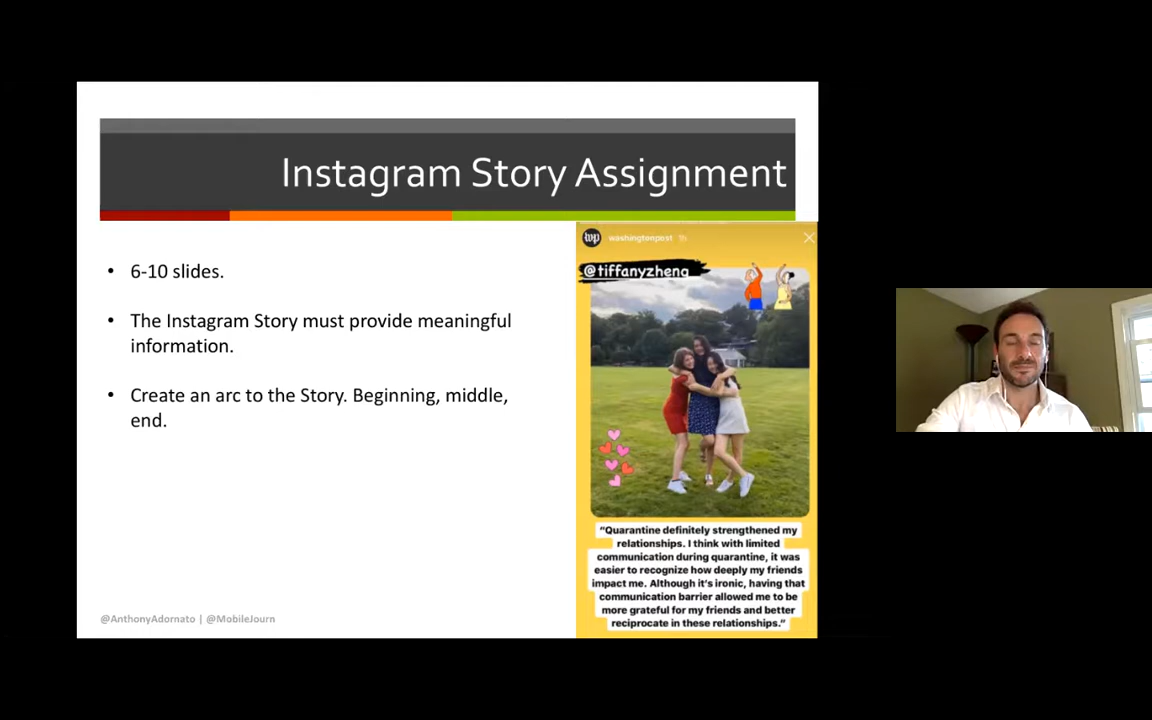 Instagram Story Assignment
• 6-10 slides.
• The Instagram Story must provide meaningful
information.
• Create an arc to the Story. Beginning, middle,
end.
@AnthonyAdornato | @MobileJourn
wp washingtonpost 1h
@tiffanyzheng
“Quarantine definitely strengthened my
relationships. I think with limited
communication during quarantine, it was
easier to recognize how deeply my friends
impact me. Although it’s ironic, having that
communication barrier allowed me to be
more grateful for my friends and better
reciprocate in these relationships.”